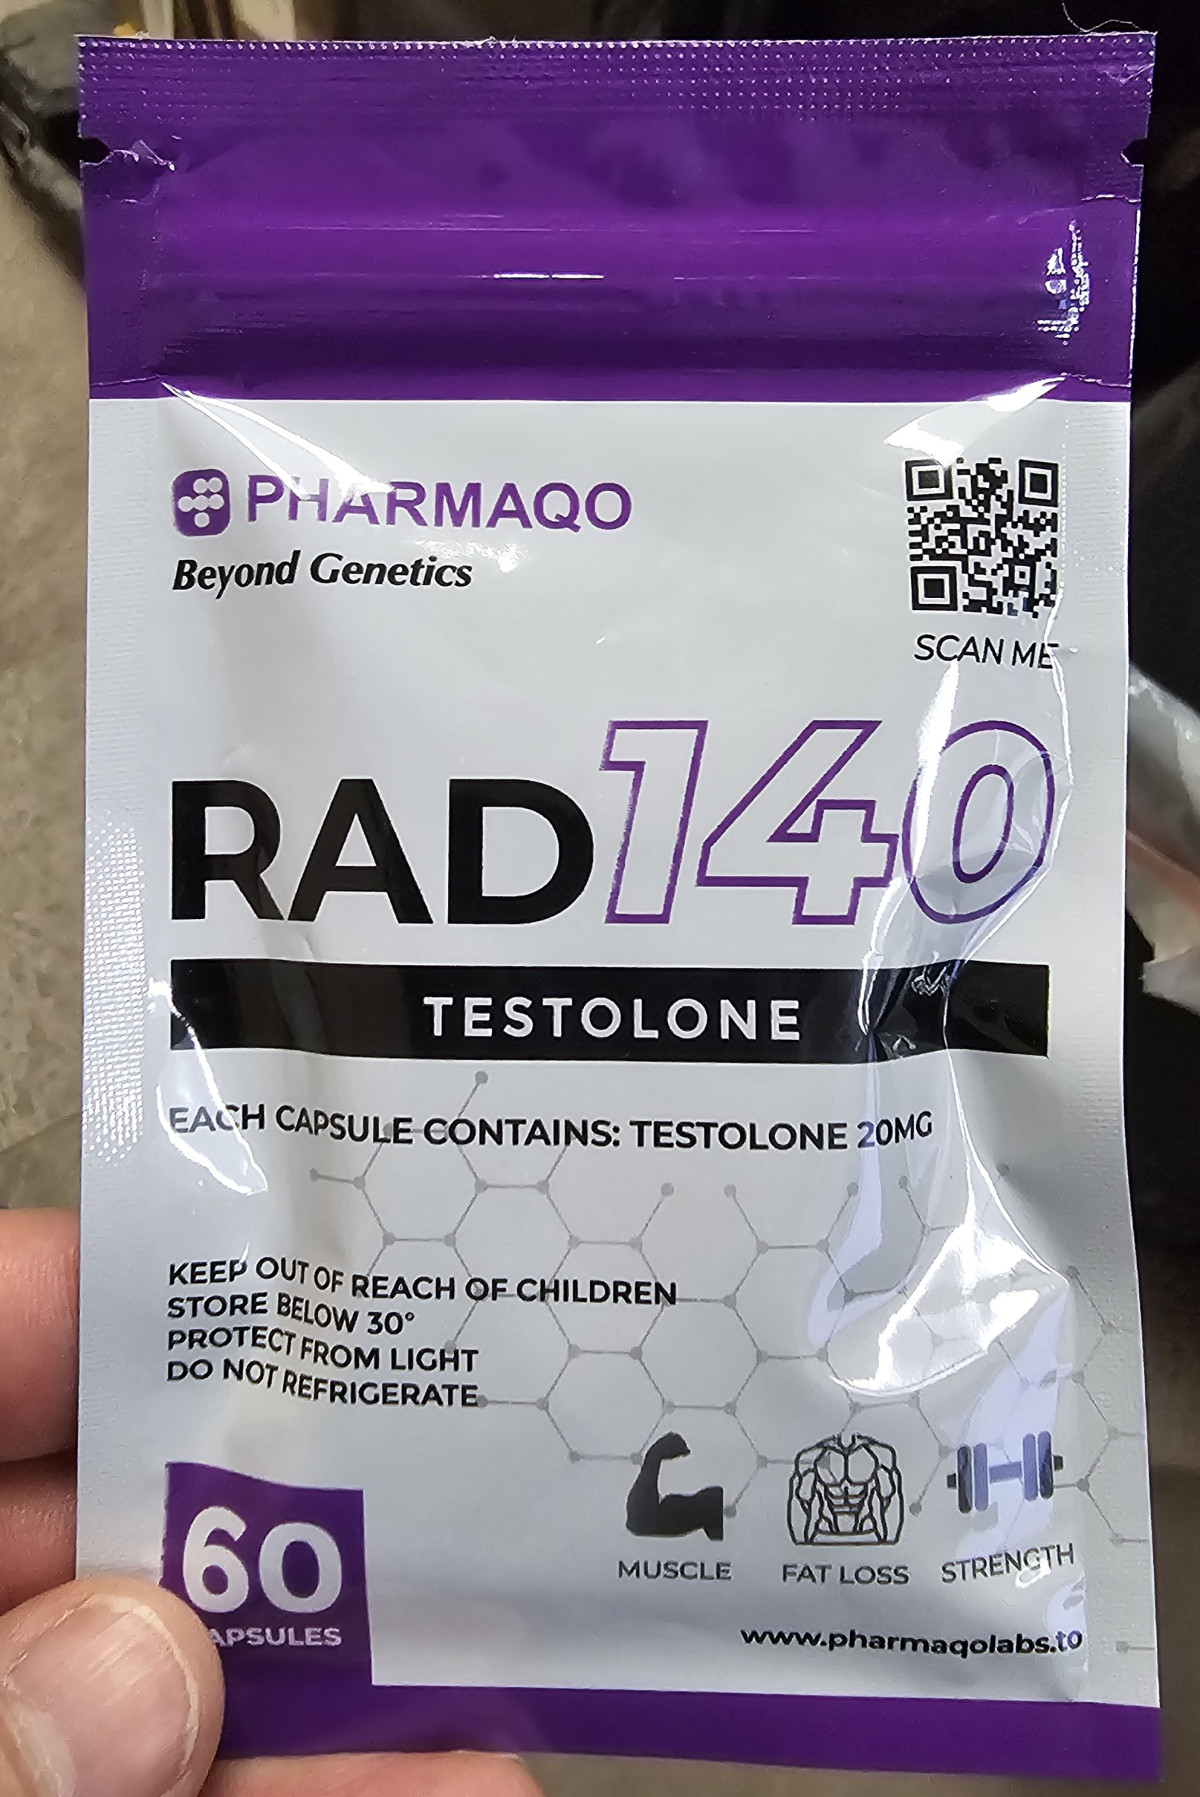 PHARMAQO
Beyond Genetics
SCAN ME
RAD140
TESTOLONE
EACH CAPSULE CONTAINS: TESTOLONE 20MG
KEEP OUT OF REACH OF CHILDREN
STORE BELOW 30°
PROTECT FROM LIGHT
DO NOT REFRIGERATE
60
APSULES
MUSCLE
FAT LOSS
STRENGTH
www.pharmaqolabs.to